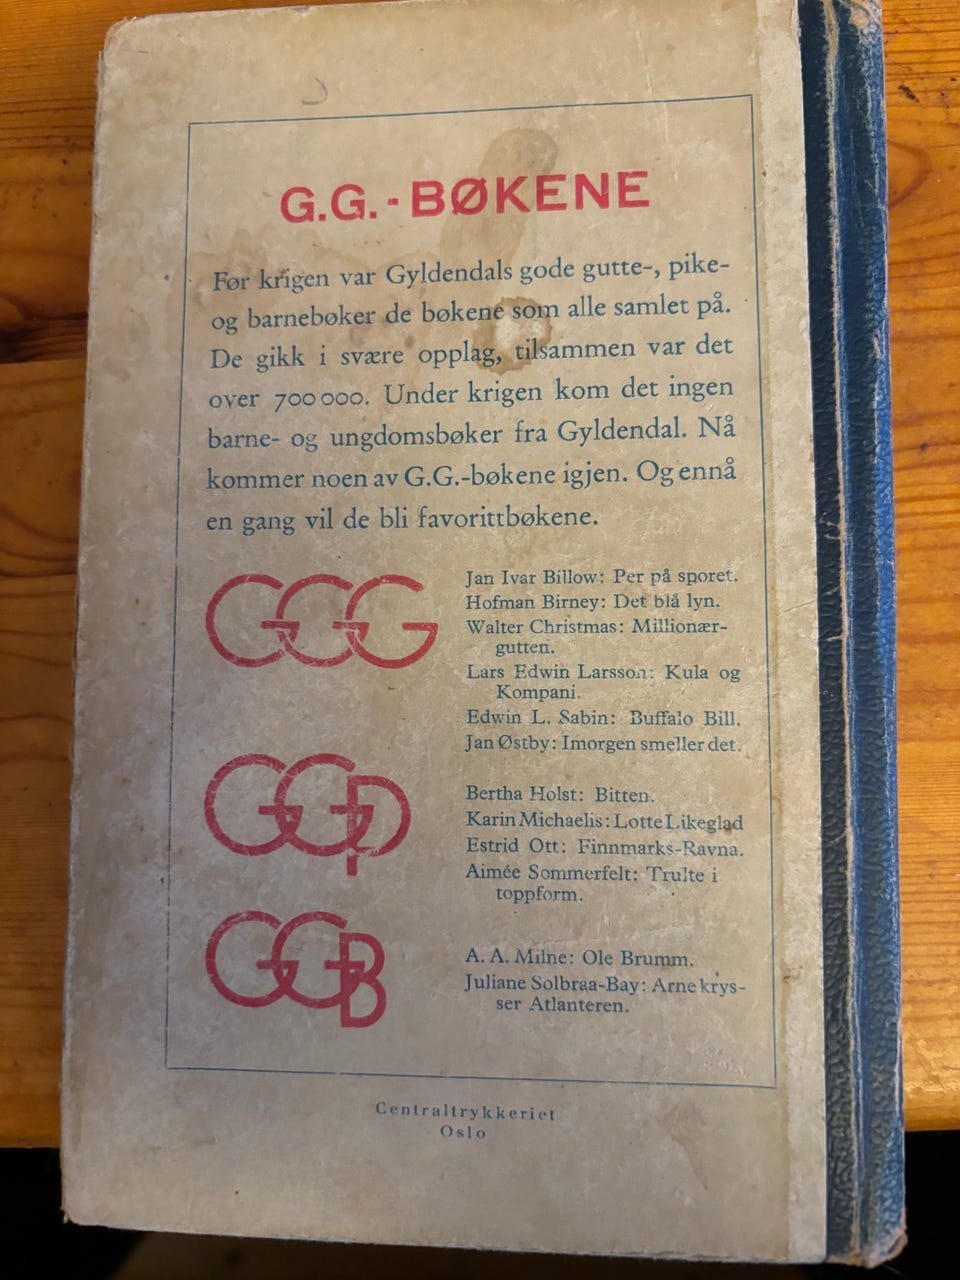 G.G.-BØKENE
Før krigen var Gyldendals gode gutte-, pike-
og barnebøker de bøkene som alle samlet på.
De gikk i svære opplag, tilsammen var det
over 700 000. Under krigen kom det ingen
barne- og ungdomsbøker fra Gyldendal. Nå
kommer noen av G.G.-bøkene igjen. Og ennå
en gang vil de bli favorittbøkene.
GGG
Jan Ivar Billow: Per på sporet.
Hofman Birney: Det blå lyn.
Walter Christmas: Millionær-
gutten.
Lars Edwin Larsson: Kula og
Kompani.
Edwin L. Sabin: Buffalo Bill.
Jan Østby: Imorgen smeller det.
GGP
Bertha Holst: Bitten.
Karin Michaelis: Lotte Likeglad
Estrid Ott: Finnmarks-Ravna.
Aimée Sommerfelt: Trulte i
toppform.
GGB
A. A. Milne: Ole Brumm.
Juliane Solbraa-Bay: Arne krys-
ser Atlanteren.
Centraltrykkeriet
Oslo